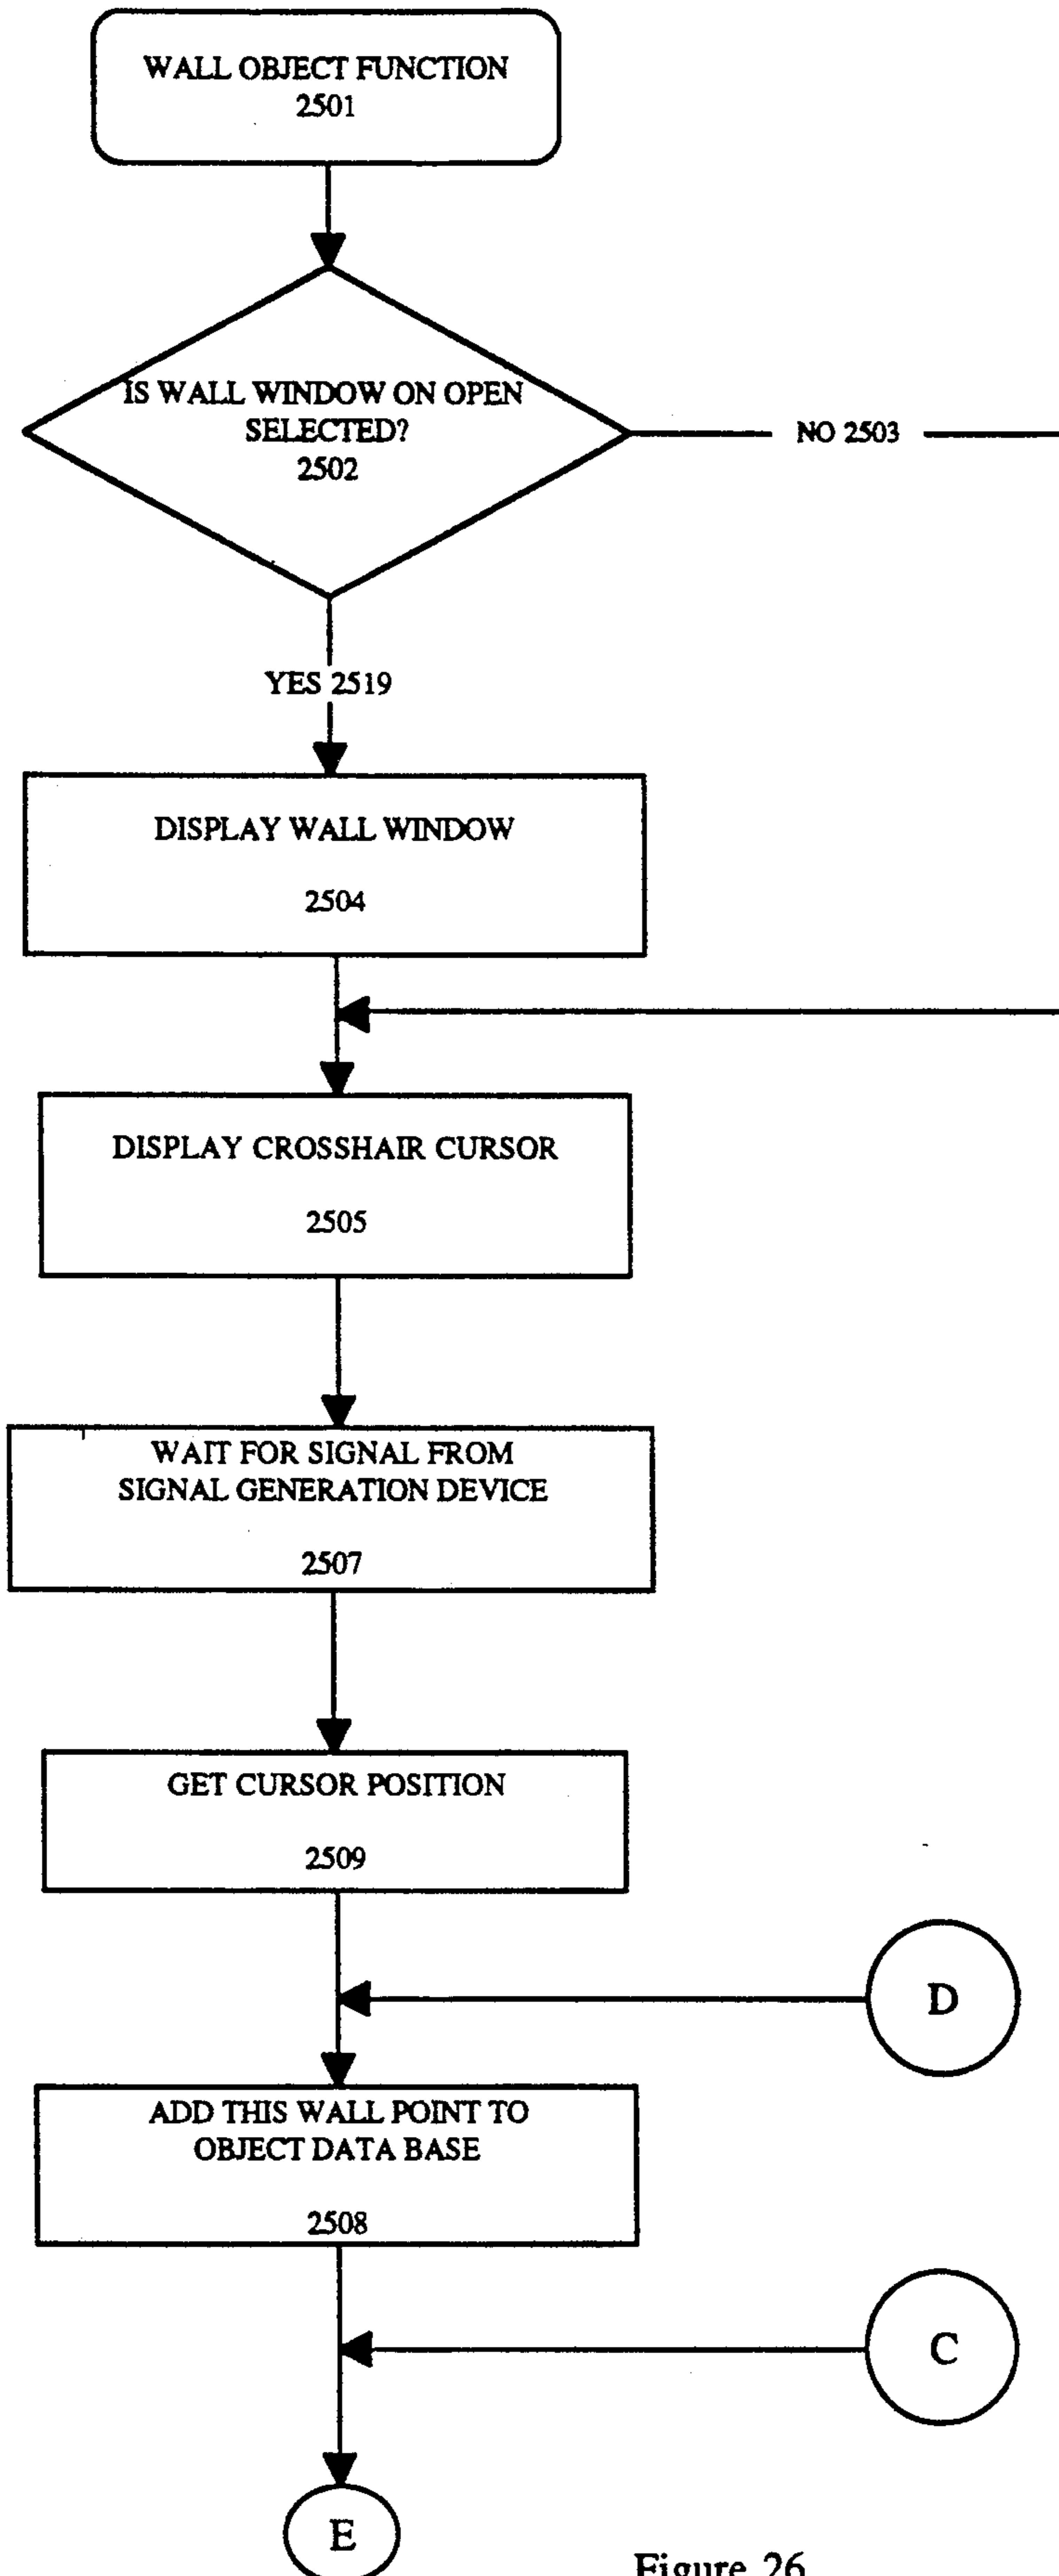 WALL OBJECT FUNCTION
2501
IS WALL WINDOW ON OPEN
SELECTED?
2502
NO 2503
YES 2519
DISPLAY WALL WINDOW
2504
DISPLAY CROSSHAIR CURSOR
2505
WAIT FOR SIGNAL FROM
SIGNAL GENERATION DEVICE
2507
GET CURSOR POSITION
2509
D
ADD THIS WALL POINT TO
OBJECT DATA BASE
2508
C
E
Figure 26